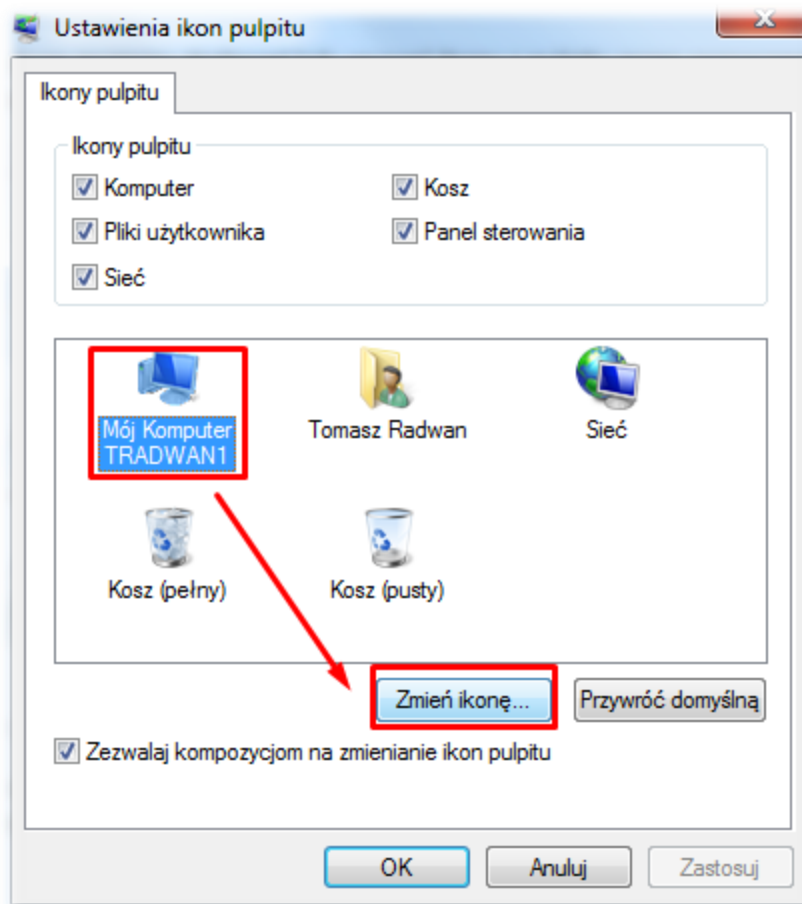 Ustawienia ikon pulpitu
Ikony pulpitu
Ikony pulpitu
Komputer
Kosz
Pliki użytkownika
Panel sterowania
Sieć
Mój Komputer
TRADWAN1
Tomasz Radwan
Sieć
Kosz (pełny)
Kosz (pusty)
Zmień ikonę...
Przywróć domyślną
Zezwalaj kompozycjom na zmienianie ikon pulpitu
OK
Anuluj
Zastosuj